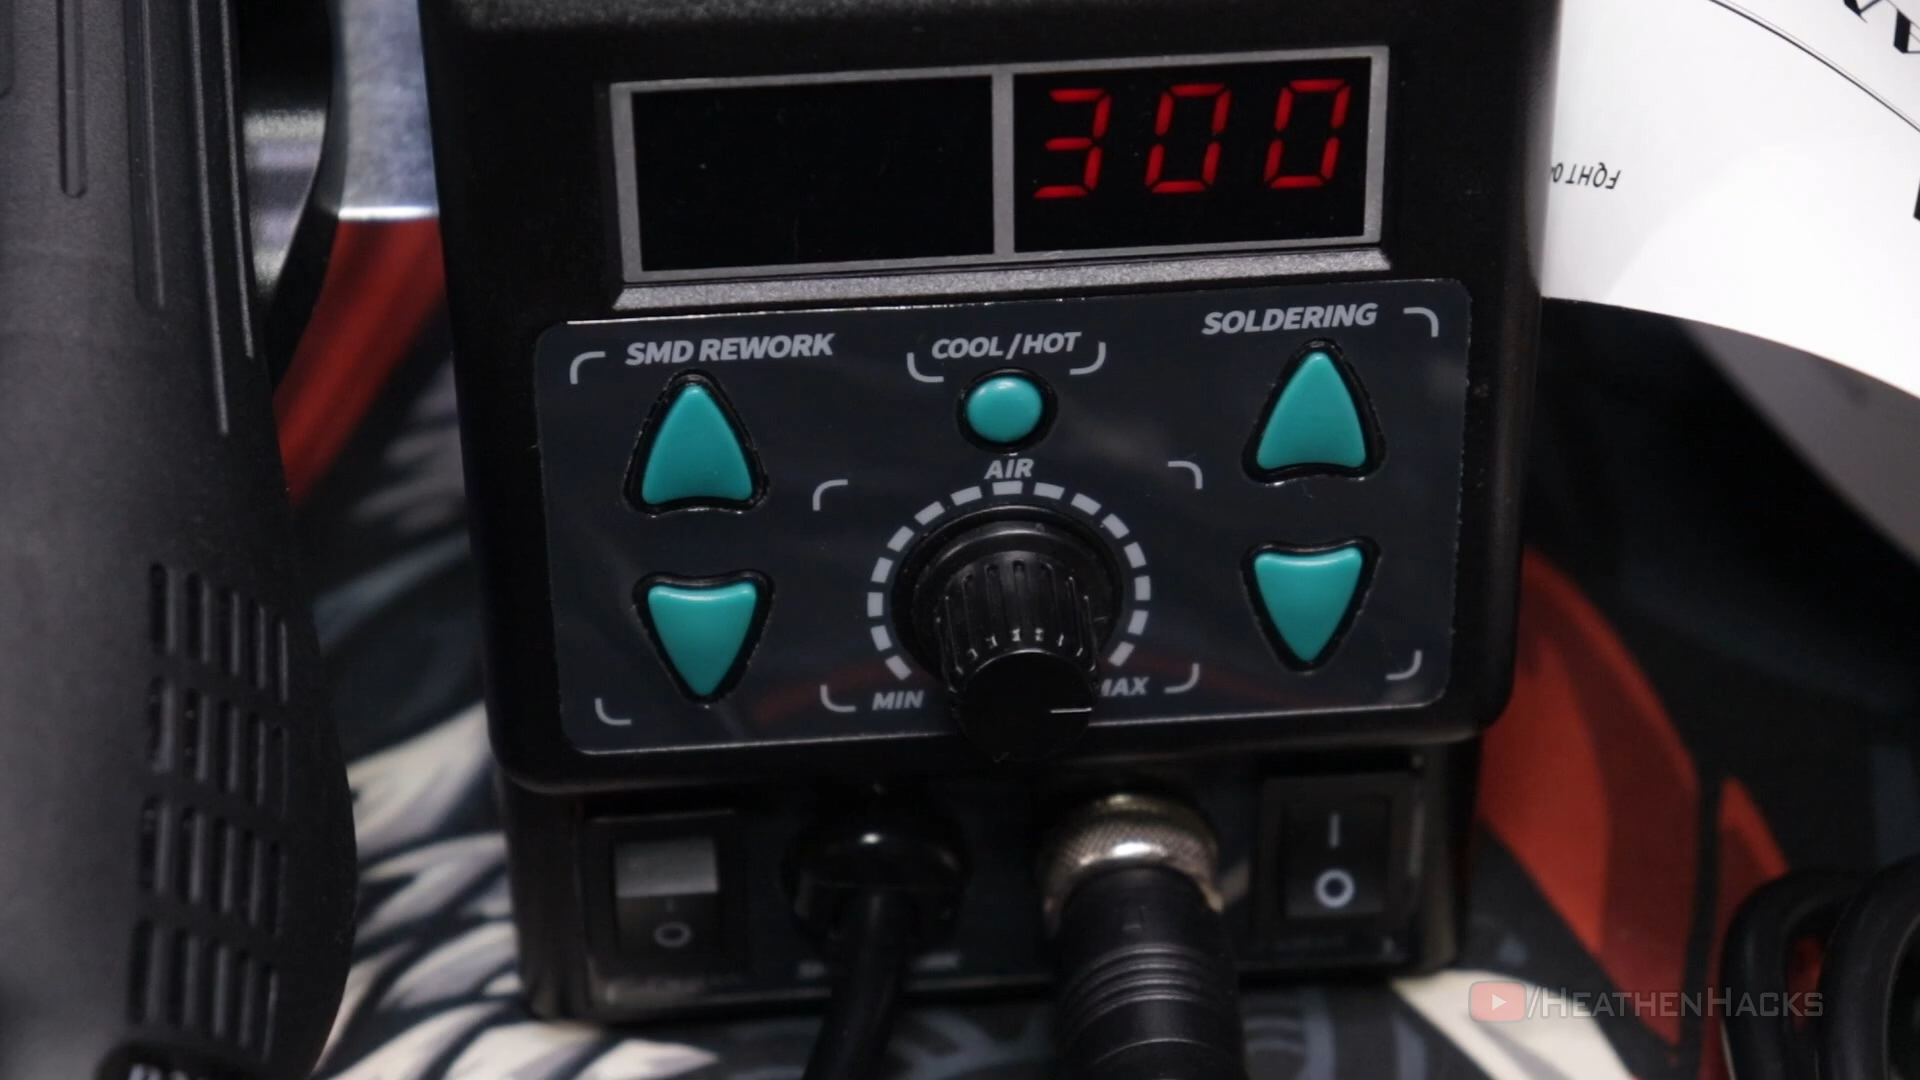 300
SMD REWORK
COOL/HOT
SOLDERING
AIR
MIN
MAX
/HEATHENHACKS